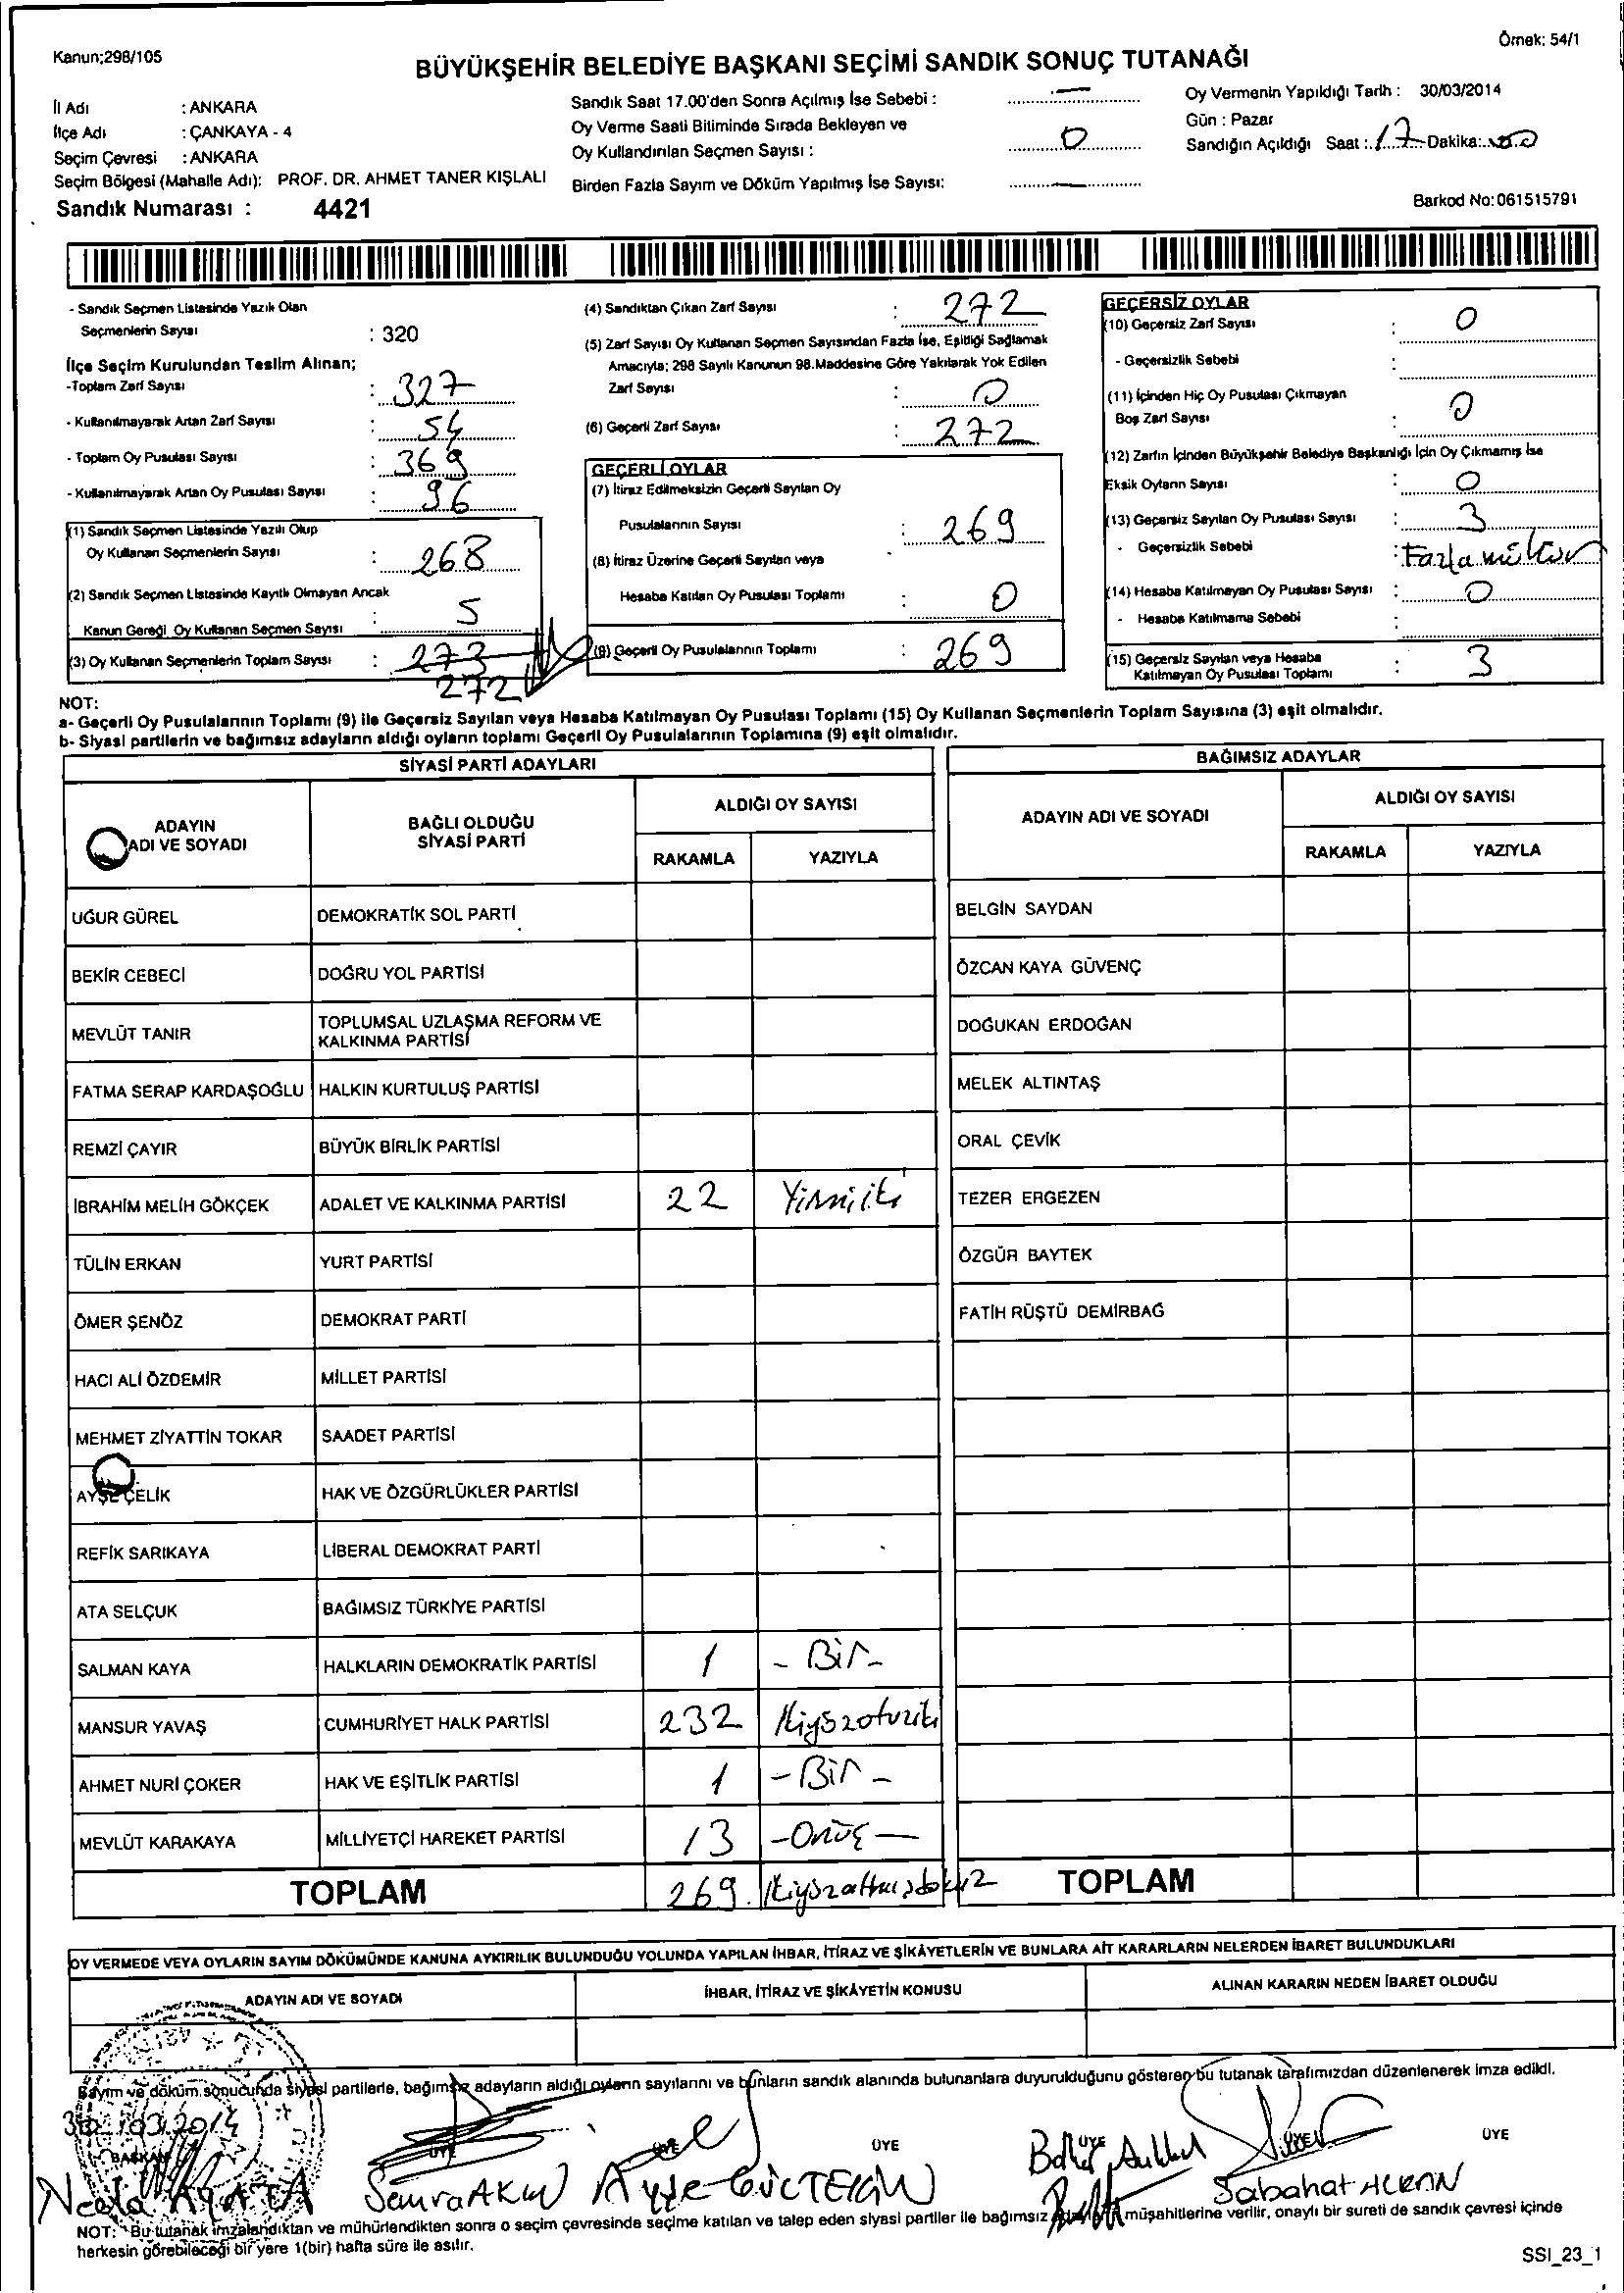 Kanun;298/105
Örnek: 54/1
BÜYÜKŞEHİR BELEDİYE BAŞKANI SEÇİMİ SANDIK SONUÇ TUTANAĞI
İl Adı : ANKARA
İlçe Adı : ÇANKAYA - 4
Seçim Çevresi : ANKARA
Seçim Bölgesi (Mahalle Adı): PROF. DR. AHMET TANER KIŞLALI
Sandık Numarası : 4421
Sandık Saat 17.00'den Sonra Açılmış İse Sebebi : —
Oy Verme Saati Bitiminde Sırada Bekleyen ve
Oy Kullandırılan Seçmen Sayısı : 0
Birden Fazla Sayım ve Döküm Yapılmış İse Sayısı: —
Oy Vermenin Yapıldığı Tarih : 30/03/2014
Gün : Pazar
Sandığın Açıldığı Saat : 17 Dakika:
Barkod No:061515791
- Sandık Seçmen Listesinde Yazılı Olan
Seçmenlerin Sayısı : 320
İlçe Seçim Kurulundan Teslim Alınan;
-Toplam Zarf Sayısı : 327
- Kullanılmayarak Artan Zarf Sayısı : 54
- Toplam Oy Pusulası Sayısı : 369
- Kullanılmayarak Artan Oy Pusulası Sayısı : 96
(1) Sandık Seçmen Listesinde Yazılı Olup
Oy Kullanan Seçmenlerin Sayısı : 268
(2) Sandık Seçmen Listesinde Kayıtlı Olmayan Ancak
Kanun Gereği Oy Kullanan Seçmen Sayısı : 5
(3) Oy Kullanan Seçmenlerin Toplam Sayısı : 273
272
(4) Sandıktan Çıkan Zarf Sayısı : 272
(5) Zarf Sayısı Oy Kullanan Seçmen Sayısından Fazla İse, Eşitliği Sağlamak
Amacıyla; 298 Sayılı Kanunun 98.Maddesine Göre Yakılarak Yok Edilen
Zarf Sayısı : 0
(6) Geçerli Zarf Sayısı : 272
GEÇERLİ OYLAR
(7) İtiraz Edilmeksizin Geçerli Sayılan Oy
Pusulalarının Sayısı : 269
(8) İtiraz Üzerine Geçerli Sayılan veya
Hesaba Katılan Oy Pusulası Toplamı : 0
(9) Geçerli Oy Pusulalarının Toplamı : 269
GEÇERSİZ OYLAR
(10) Geçersiz Zarf Sayısı : 0
- Geçersizlik Sebebi :
(11) İçinden Hiç Oy Pusulası Çıkmayan
Boş Zarf Sayısı : 0
(12) Zarfın İçinden Büyükşehir Belediye Başkanlığı İçin Oy Çıkmamış İse
Eksik Oyların Sayısı : 0
(13) Geçersiz Sayılan Oy Pusulası Sayısı : 3
- Geçersizlik Sebebi : Fazla mühür
(14) Hesaba Katılmayan Oy Pusulası Sayısı : 0
- Hesaba Katılmama Sebebi :
(15) Geçersiz Sayılan veya Hesaba
Katılmayan Oy Pusulası Toplamı : 3
NOT:
a- Geçerli Oy Pusulalarının Toplamı (9) ile Geçersiz Sayılan veya Hesaba Katılmayan Oy Pusulası Toplamı (15) Oy Kullanan Seçmenlerin Toplam Sayısına (3) eşit olmalıdır.
b- Siyasi partilerin ve bağımsız adayların aldığı oyların toplamı Geçerli Oy Pusulalarının Toplamına (9) eşit olmalıdır.
SİYASİ PARTİ ADAYLARI
ADAYIN
ADI VE SOYADI
BAĞLI OLDUĞU
SİYASİ PARTİ
ALDIĞI OY SAYISI
RAKAMLA YAZIYLA
UĞUR GÜREL DEMOKRATİK SOL PARTİ
BEKİR CEBECİ DOĞRU YOL PARTİSİ
MEVLÜT TANIR TOPLUMSAL UZLAŞMA REFORM VE
KALKINMA PARTİSİ
FATMA SERAP KARDAŞOĞLU HALKIN KURTULUŞ PARTİSİ
REMZİ ÇAYIR BÜYÜK BİRLİK PARTİSİ
İBRAHİM MELİH GÖKÇEK ADALET VE KALKINMA PARTİSİ 22 Yirmiiki
TÜLİN ERKAN YURT PARTİSİ
ÖMER ŞENÖZ DEMOKRAT PARTİ
HACI ALİ ÖZDEMİR MİLLET PARTİSİ
MEHMET ZİYATTİN TOKAR SAADET PARTİSİ
AYŞE ÇELİK HAK VE ÖZGÜRLÜKLER PARTİSİ
REFİK SARIKAYA LİBERAL DEMOKRAT PARTİ
ATA SELÇUK BAĞIMSIZ TÜRKİYE PARTİSİ
SALMAN KAYA HALKLARIN DEMOKRATİK PARTİSİ 1 - Bir -
MANSUR YAVAŞ CUMHURİYET HALK PARTİSİ 232 İkiyüzotuziki
AHMET NURİ ÇOKER HAK VE EŞİTLİK PARTİSİ 1 - Bir -
MEVLÜT KARAKAYA MİLLİYETÇİ HAREKET PARTİSİ 13 - Onüç -
TOPLAM 269. İkiyüzaltmışdokuz
BAĞIMSIZ ADAYLAR
ADAYIN ADI VE SOYADI
ALDIĞI OY SAYISI
RAKAMLA YAZIYLA
BELGİN SAYDAN
ÖZCAN KAYA GÜVENÇ
DOĞUKAN ERDOĞAN
MELEK ALTINTAŞ
ORAL ÇEVİK
TEZER ERGEZEN
ÖZGÜR BAYTEK
FATİH RÜŞTÜ DEMİRBAĞ
TOPLAM
OY VERMEDE VEYA OYLARIN SAYIM DÖKÜMÜNDE KANUNA AYKIRILIK BULUNDUĞU YOLUNDA YAPILAN İHBAR, İTİRAZ VE ŞİKÂYETLERİN VE BUNLARA AİT KARARLARIN NELERDEN İBARET BULUNDUKLARI
ADAYIN ADI VE SOYADI
İHBAR, İTİRAZ VE ŞİKÂYETİN KONUSU
ALINAN KARARIN NEDEN İBARET OLDUĞU
Sayım ve döküm sonucunda siyasi partilerle, bağımsız adayların aldığı oyların sayılarını ve bunların sandık alanında bulunanlara duyurulduğunu gösteren bu tutanak tarafımızdan düzenlenerek imza edildi.
30/03/2014
BAŞKAN ÜYE ÜYE ÜYE ÜYE ÜYE ÜYE
Semra AKIN Ayşe GÜLTEKİN Sabahat ALKAN
NOT: Bu tutanak imzalandıktan ve mühürlendikten sonra o seçim çevresinde seçime katılan ve talep eden siyasi partiler ile bağımsız müşahitlerine verilir, onaylı bir sureti de sandık çevresi içinde
herkesin görebileceği bir yere 1(bir) hafta süre ile asılır.
SSI_23_1